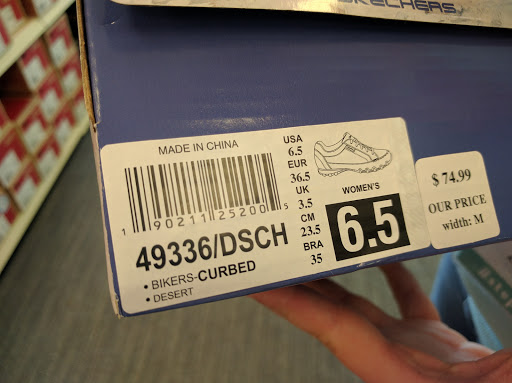 SKECHERS
MADE IN CHINA
1 90211 25200 5
49336/DSCH
• BIKERS-CURBED
• DESERT
USA
6.5
EUR
36.5
UK
3.5
CM
23.5
BRA
35
WOMEN'S
6.5
$ 74.99
OUR PRICE
width: M